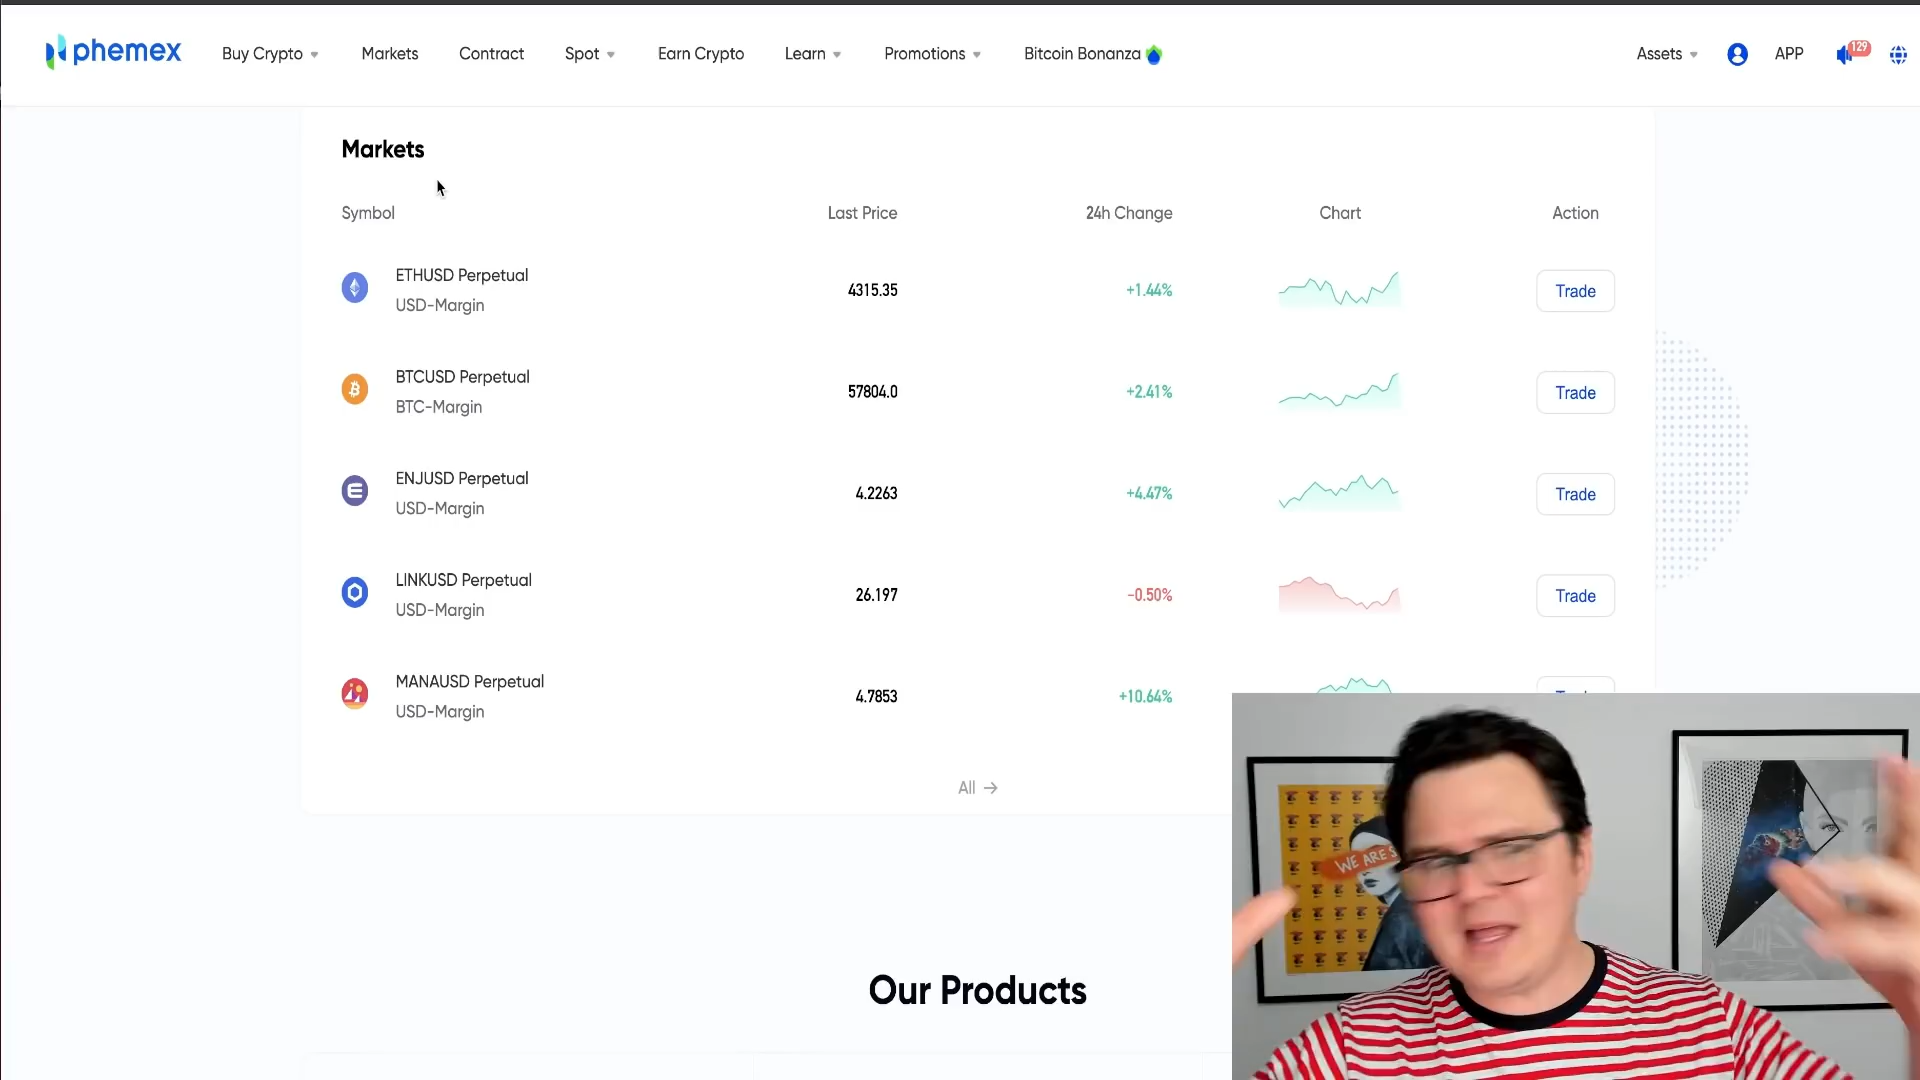 phemex Buy Crypto Markets Contract Spot Earn Crypto Learn Promotions Bitcoin Bonanza Assets APP 129
Markets
Symbol Last Price 24h Change Chart Action
ETHUSD Perpetual
USD-Margin
4315.35 +1.44% Trade
BTCUSD Perpetual
BTC-Margin
57804.0 +2.41% Trade
ENJUSD Perpetual
USD-Margin
4.2263 +4.47% Trade
LINKUSD Perpetual
USD-Margin
26.197 -0.50% Trade
MANAUSD Perpetual
USD-Margin
4.7853 +10.64%
All →
WE ARE
Our Products